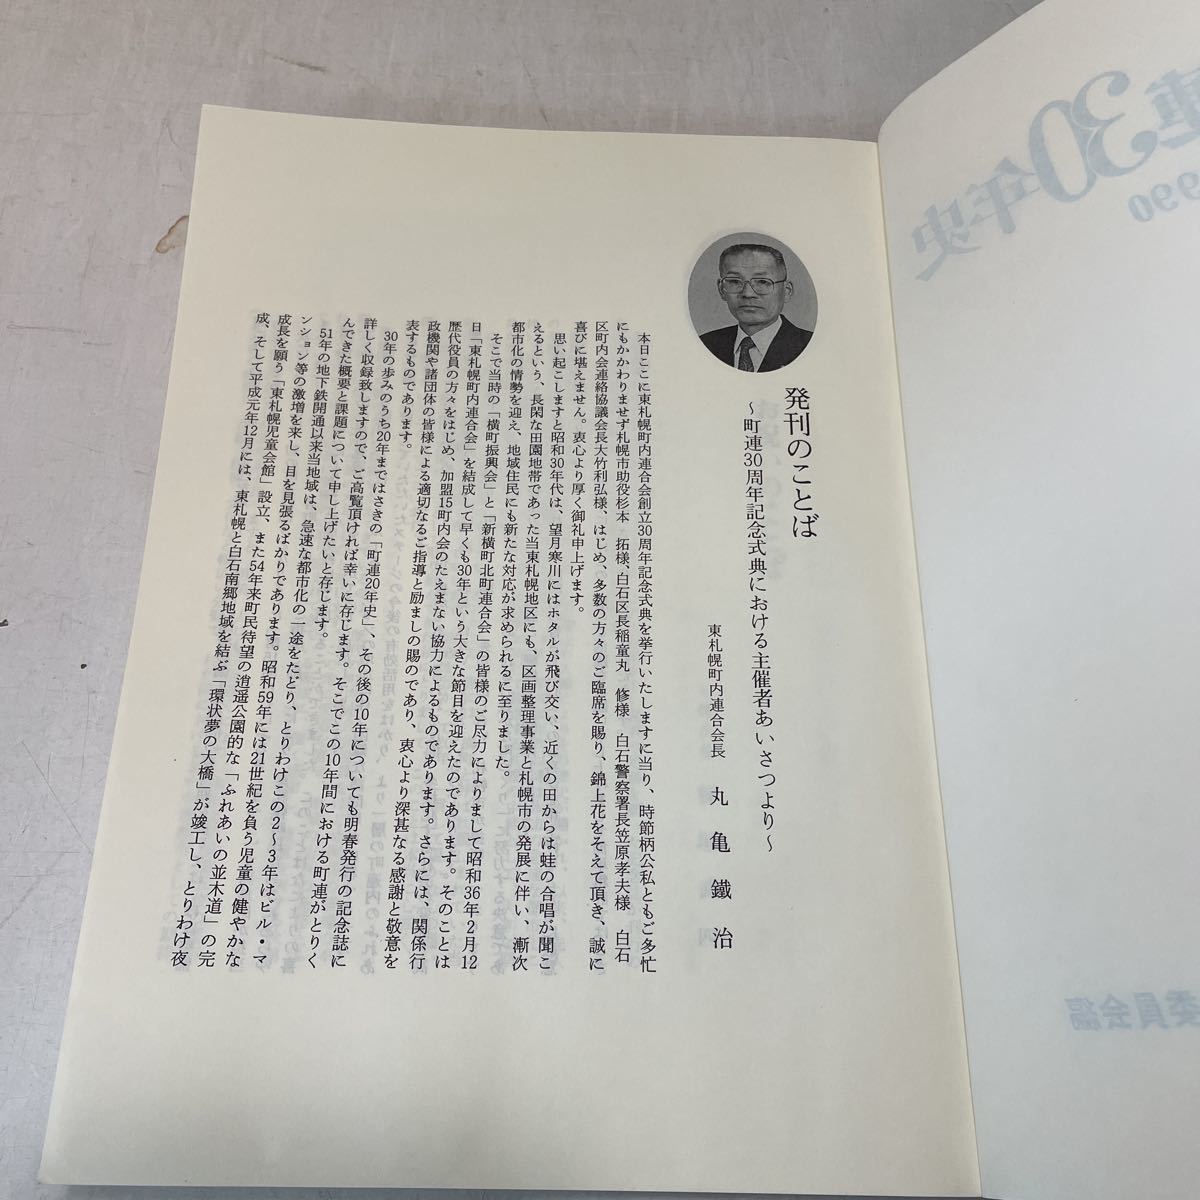 発刊のことば
〜町連30周年記念式典における主催者あいさつより〜
東札幌町内連合会長　丸亀鐵治
本日ここに東札幌町内連合会創立30周年記念式典を挙行いたしますに当り、時節柄公私ともご多忙
にもかかわりませず札幌市助役杉本　拓様、白石区長稲童丸　修様　白石警察署長笠原孝夫様　白石
区町内会連絡協議会長大竹利弘様、はじめ、多数の方々のご臨席を賜り、錦上花をそえて頂き、誠に
喜びに堪えません。衷心より厚く御礼申上げます。
思い起こしますと昭和30年代は、望月寒川にはホタルが飛び交い、近くの田からは蛙の合唱が聞こ
えるという、長閑な田園地帯であった当東札幌地区にも、区画整理事業と札幌市の発展に伴い、漸次
都市化の情勢を迎え、地域住民にも新たな対応が求められるに至りました。
そこで当時の「横町振興会」と「新横町北町連合会」の皆様のご尽力によりまして昭和36年2月12
日「東札幌町内連合会」を結成して早くも30年という大きな節目を迎えたのであります。そのことは
歴代役員の方々をはじめ、加盟15町内会のたえまない協力によるものであります。さらには、関係行
政機関や諸団体の皆様による適切なるご指導と励ましの賜のであり、衷心より深甚なる感謝と敬意を
表するものであります。
30年の歩みのうち20年まではさきの「町連20年史」、その後の10年についても明春発行の記念誌に
詳しく収録致しますので、ご高覧頂ければ幸いに存じます。そこでこの10年間における町連がとりく
んできた概要と課題について申し上げたいと存じます。
51年の地下鉄開通以来当地域は、急速な都市化の一途をたどり、とりわけこの2〜3年はビル・マ
ンション等の激増を来し、目を見張るばかりであります。昭和59年には21世紀を負う児童の健やかな
成長を願う「東札幌児童会館」設立、また54年来町民待望の逍遥公園的な「ふれあいの並木道」の完
成、そして平成元年12月には、東札幌と白石南郷地域を結ぶ「環状夢の大橋」が竣工し、とりわけ夜
連30年史
990
委員会編